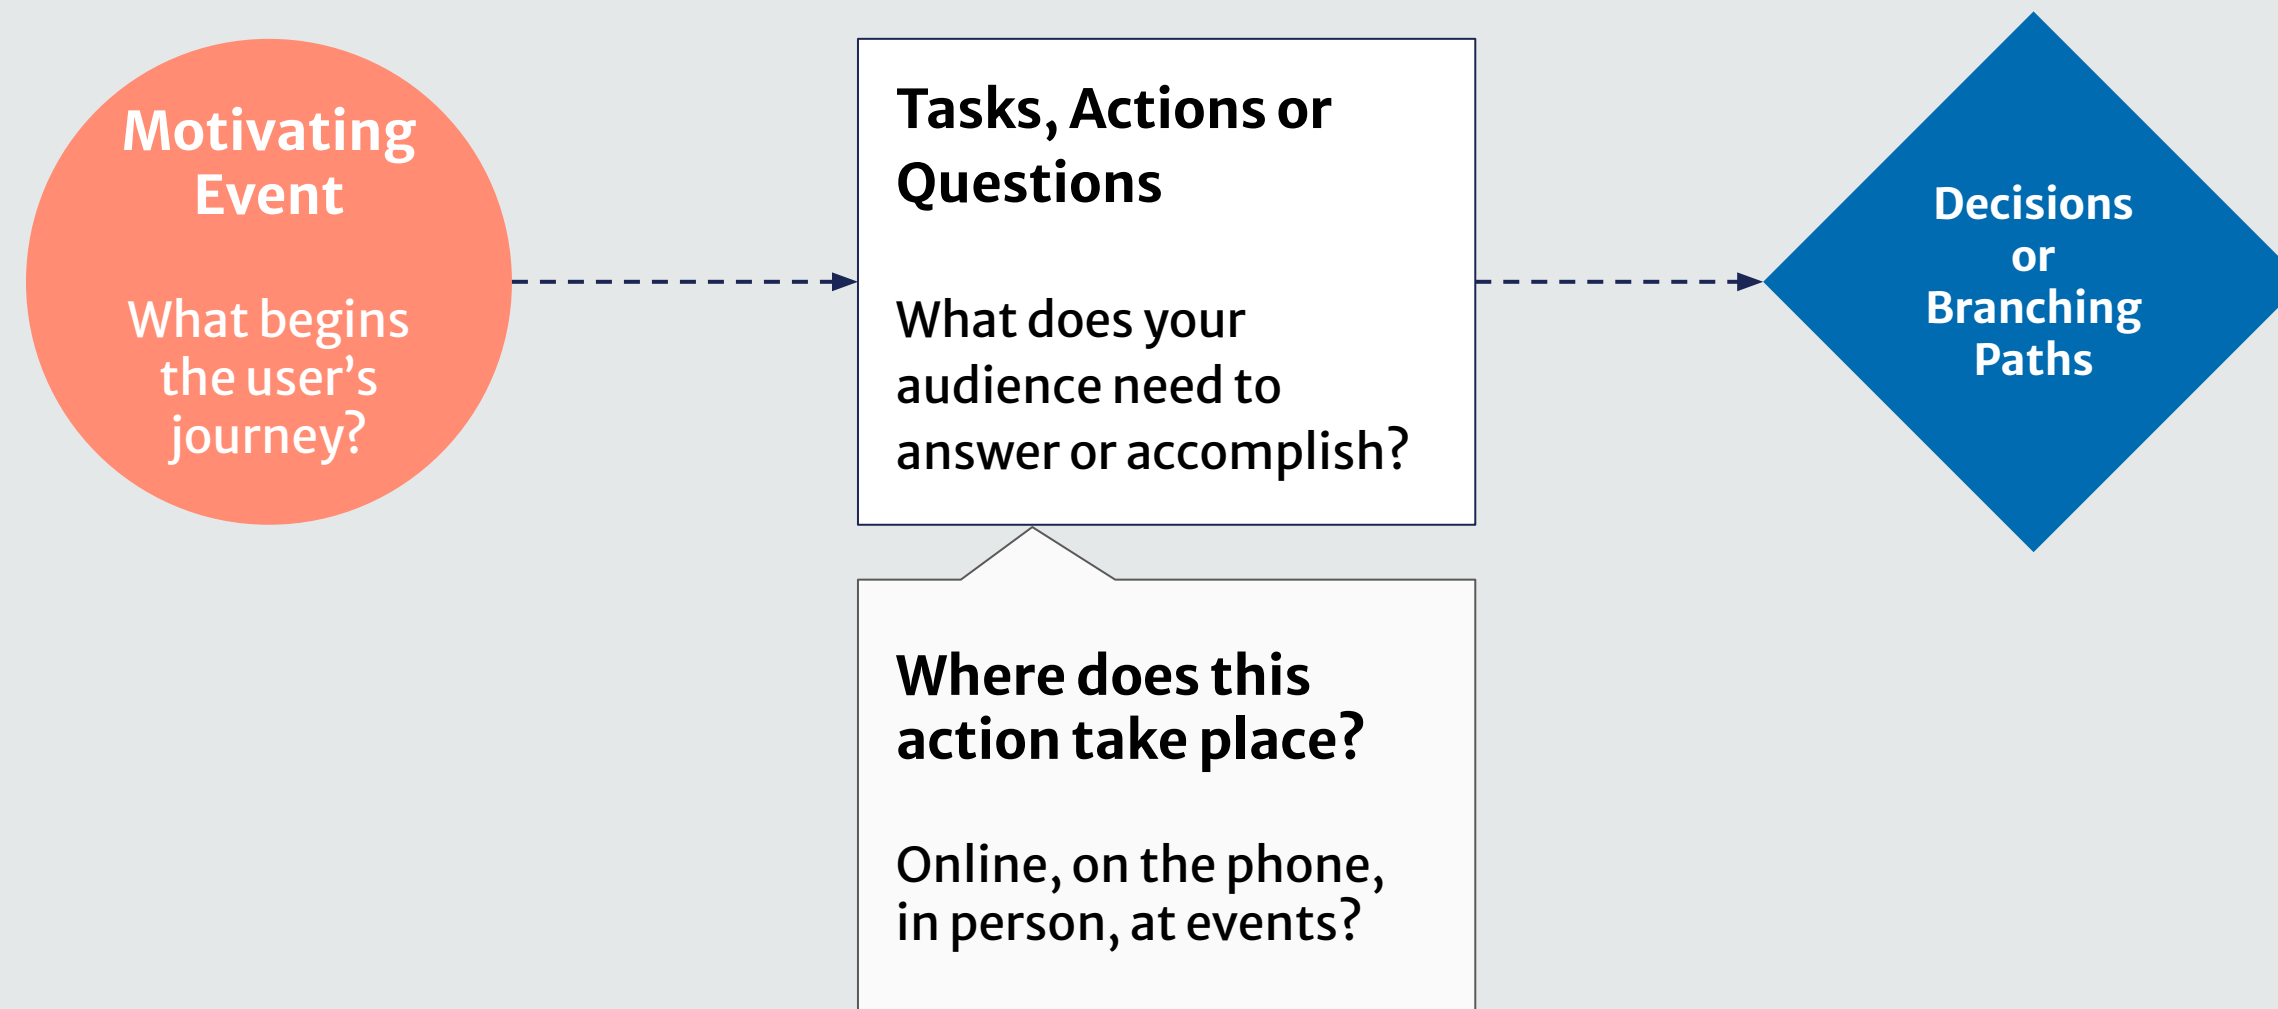 Motivating
Event
What begins
the user’s
journey?
Tasks, Actions or
Questions
What does your
audience need to
answer or accomplish?
Where does this
action take place?
Online, on the phone,
in person, at events?
Decisions
or
Branching
Paths